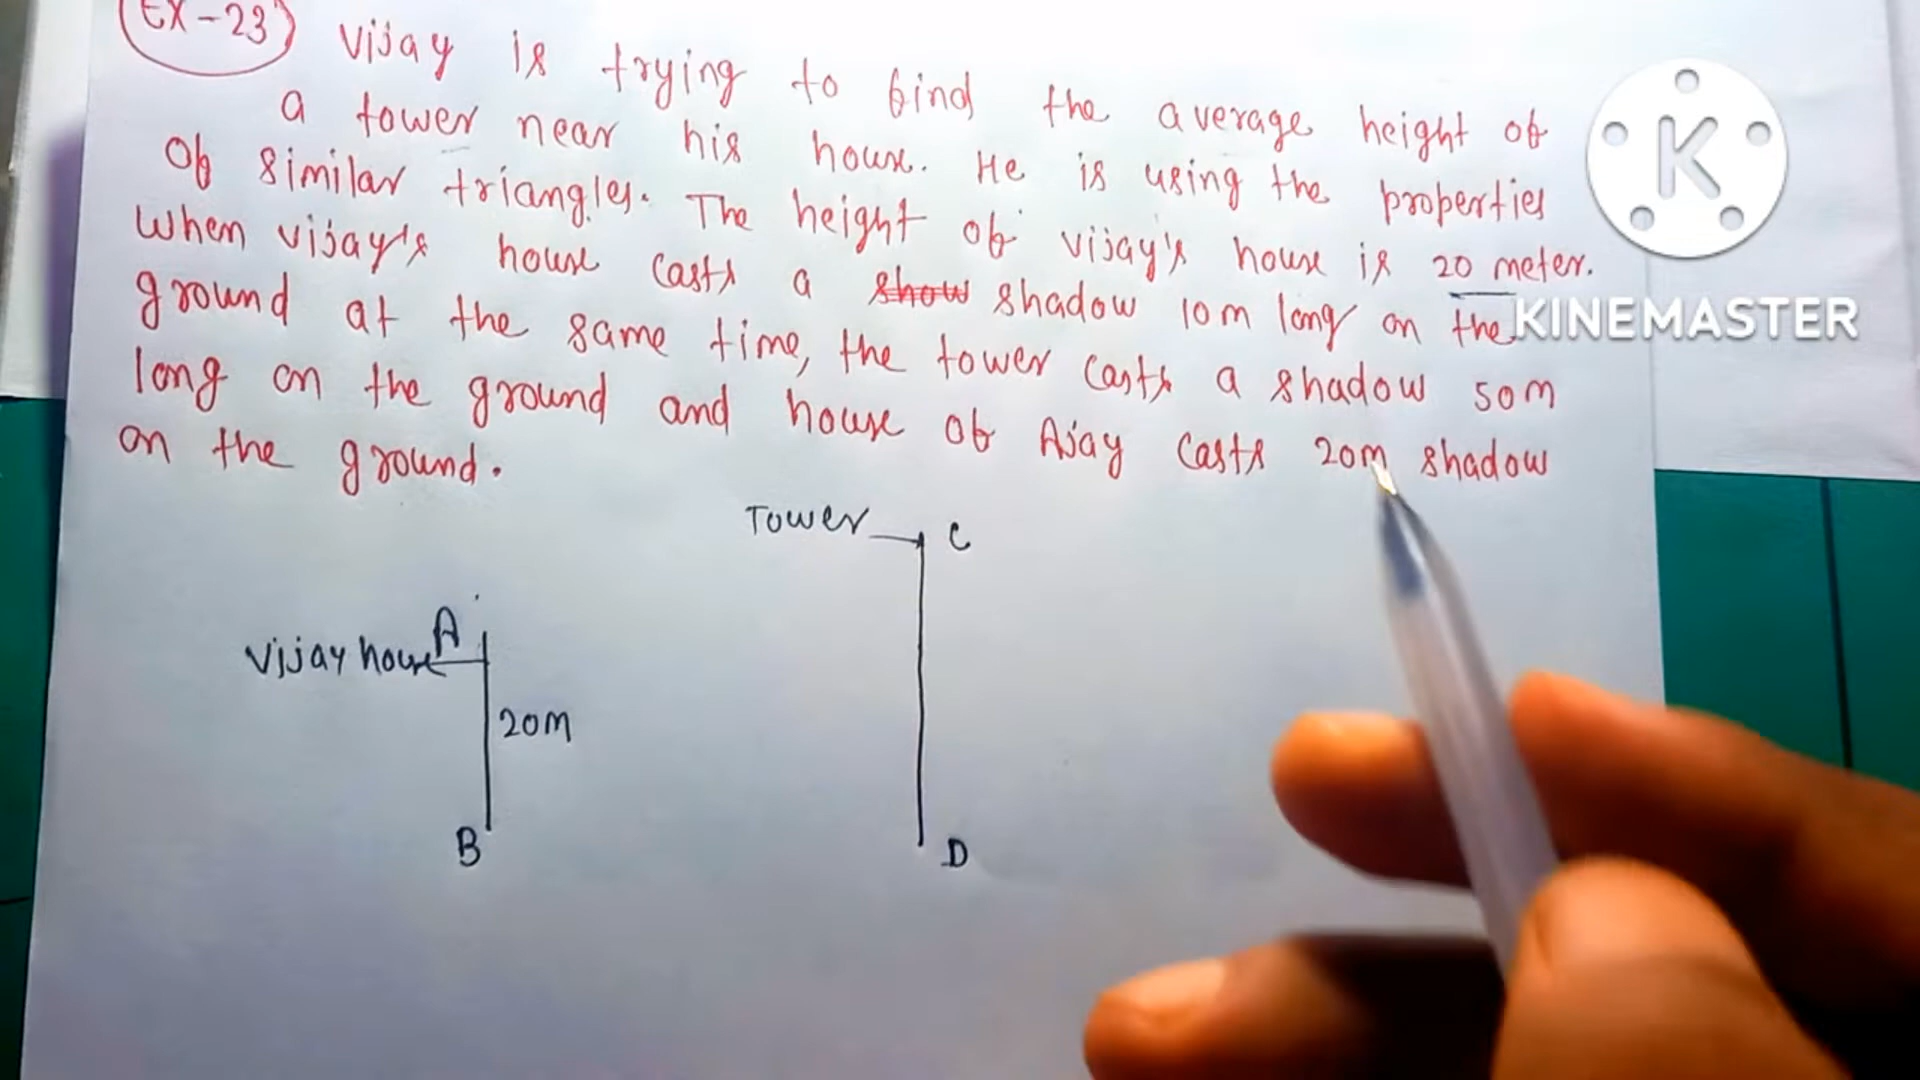 Ex-23
Vijay is trying to find the average height of
a tower near his house. He is using the properties
of similar triangles. The height of vijay's house is 20 meter.
When vijay's house casts a show shadow 10m long on the
ground at the same time, the tower casts a shadow 50m
long on the ground and house of Ajay casts 20m shadow
on the ground.
K
KINEMASTER
Tower
C
A
Vijay house
20m
B
D